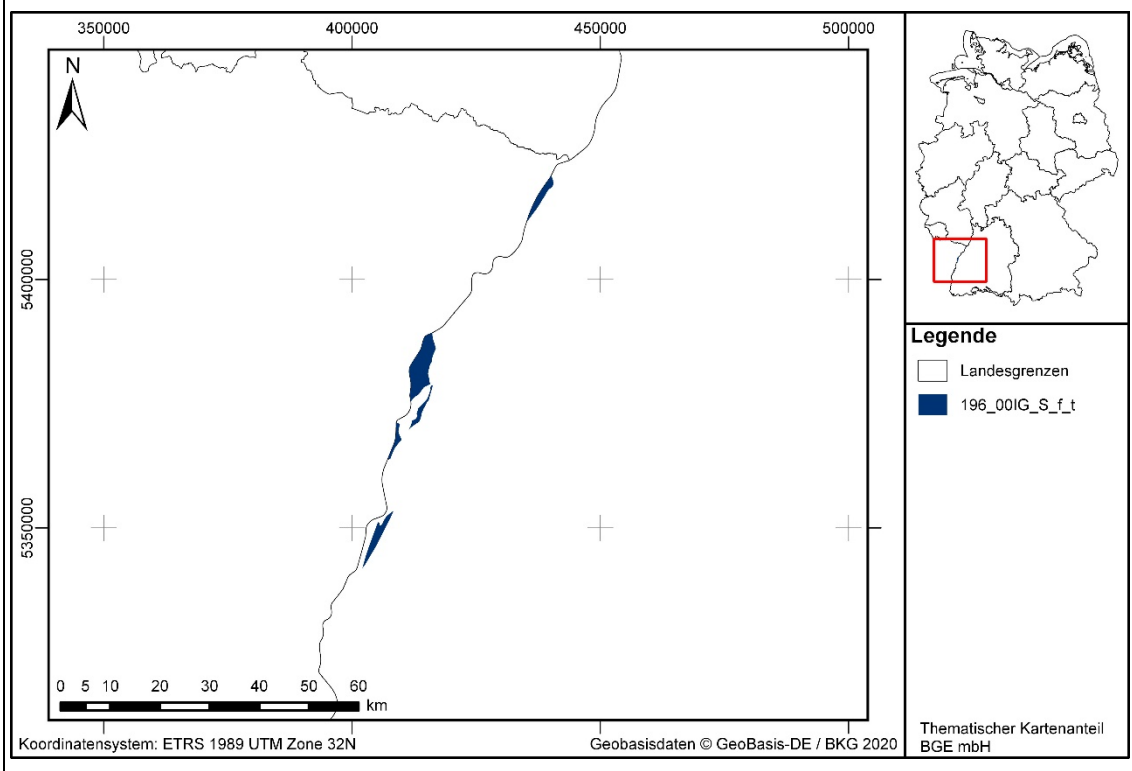 350000 400000 450000 500000
N
5400000
5350000
0 5 10 20 30 40 50 60
km
Koordinatensystem: ETRS 1989 UTM Zone 32N
Geobasisdaten © GeoBasis-DE / BKG 2020
Legende
Landesgrenzen
196_00IG_S_f_t
Thematischer Kartenanteil
BGE mbH